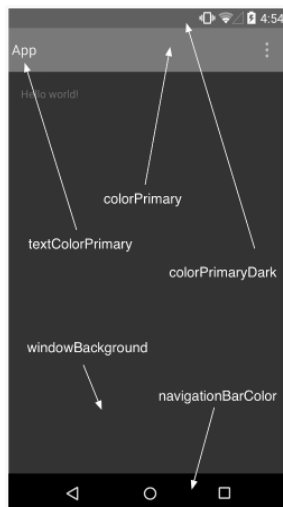 4:54
App
Hello world!
colorPrimary
textColorPrimary
colorPrimaryDark
windowBackground
navigationBarColor